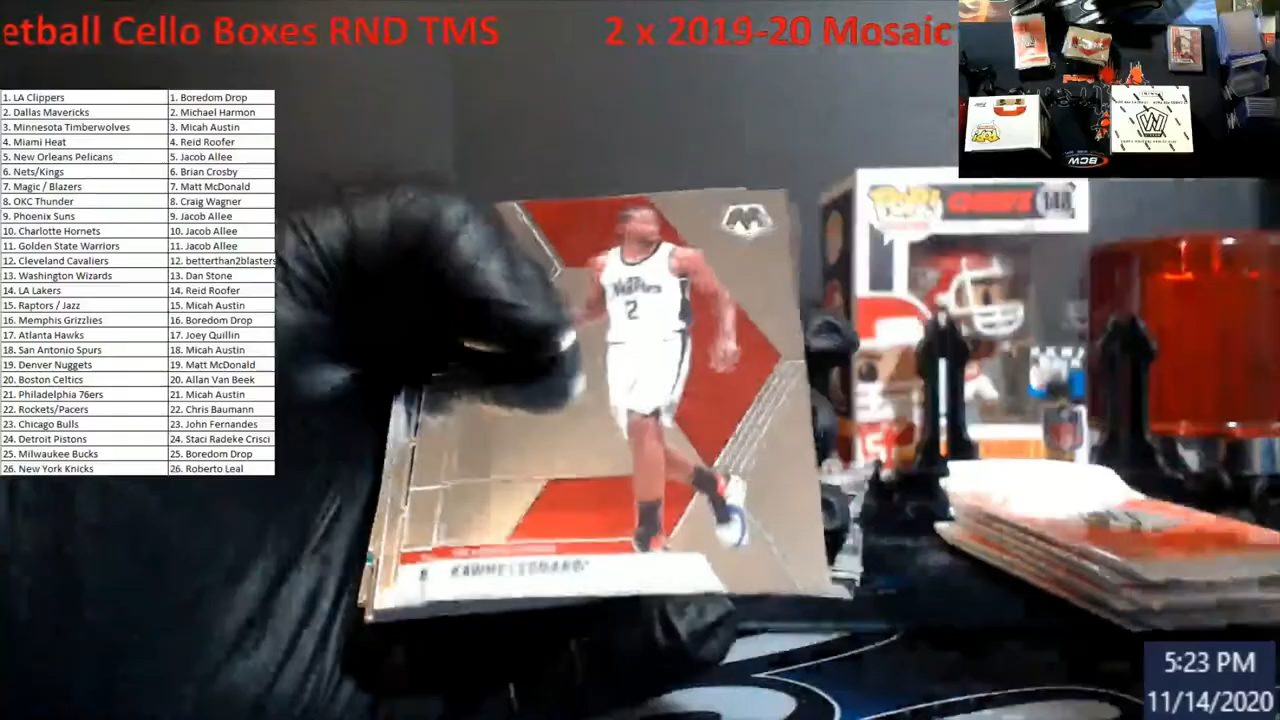 etball Cello Boxes RND TMS 2 x 2019-20 Mosaic
1. LA Clippers 1. Boredom Drop
2. Dallas Mavericks 2. Michael Harmon
3. Minnesota Timberwolves 3. Micah Austin
4. Miami Heat 4. Reid Roofer
5. New Orleans Pelicans 5. Jacob Allee
6. Nets/Kings 6. Brian Crosby
7. Magic / Blazers 7. Matt McDonald
8. OKC Thunder 8. Craig Wagner
9. Phoenix Suns 9. Jacob Allee
10. Charlotte Hornets 10. Jacob Allee
11. Golden State Warriors 11. Jacob Allee
12. Cleveland Cavaliers 12. betterthan2blasters
13. Washington Wizards 13. Dan Stone
14. LA Lakers 14. Reid Roofer
15. Raptors / Jazz 15. Micah Austin
16. Memphis Grizzlies 16. Boredom Drop
17. Atlanta Hawks 17. Joey Quillin
18. San Antonio Spurs 18. Micah Austin
19. Denver Nuggets 19. Matt McDonald
20. Boston Celtics 20. Allan Van Beek
21. Philadelphia 76ers 21. Micah Austin
22. Rockets/Pacers 22. Chris Baumann
23. Chicago Bulls 23. John Fernandes
24. Detroit Pistons 24. Staci Radeke Crisci
25. Milwaukee Bucks 25. Boredom Drop
26. New York Knicks 26. Roberto Leal
2
KAWHI LEONARD
POP!
CHIEFS
148
NFL
BCW
5:23 PM
11/14/2020